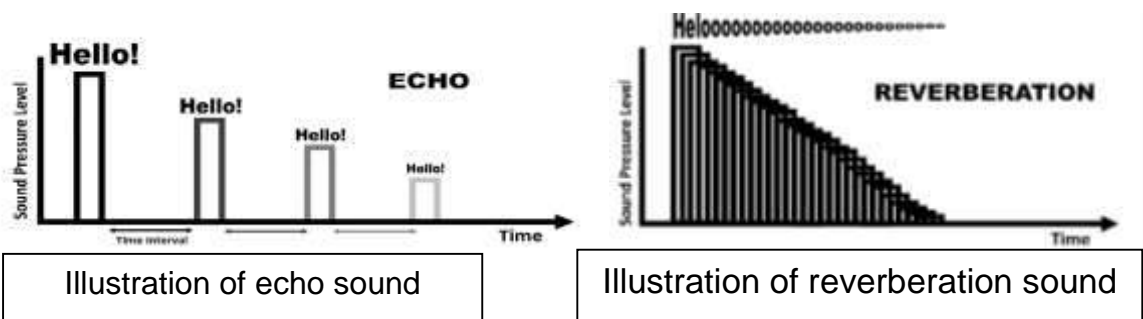 Hello!
Hello!
Hello!
Hello!
ECHO
Sound Pressure Level
Time interval
Time
Illustration of echo sound
Helooooooooooooooooooooooooooo
REVERBERATION
Sound Pressure Level
Time
Illustration of reverberation sound